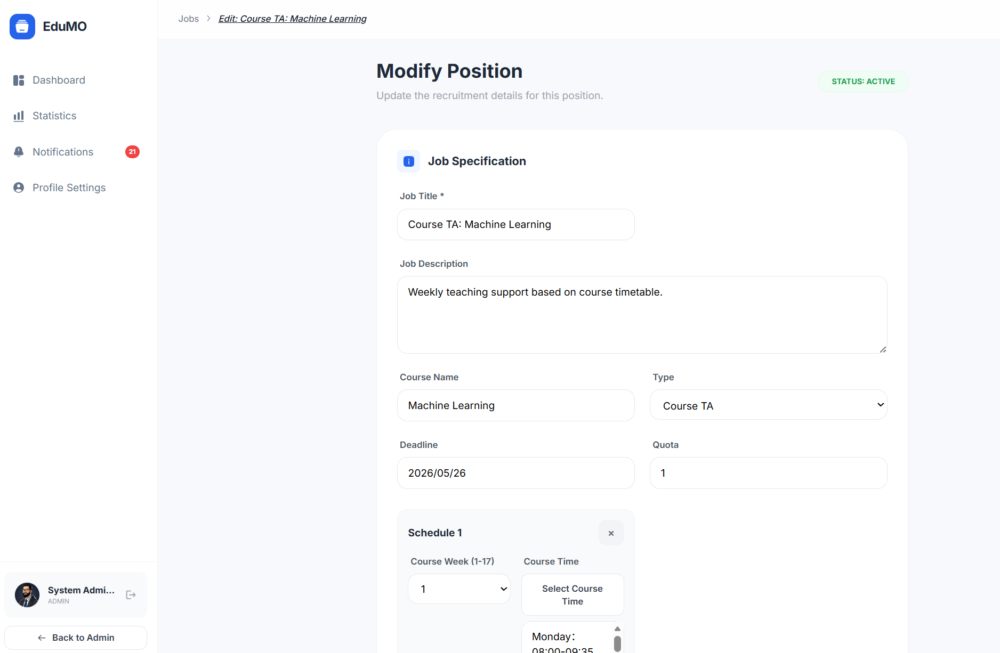 EduMO
Dashboard
Statistics
Notifications 21
Profile Settings
System Admi...
ADMIN
Back to Admin
Jobs > Edit: Course TA: Machine Learning
Modify Position
Update the recruitment details for this position.
STATUS: ACTIVE
Job Specification
Job Title *
Course TA: Machine Learning
Job Description
Weekly teaching support based on course timetable.
Course Name
Type
Machine Learning
Course TA
Deadline
Quota
2026/05/26
1
Schedule 1
×
Course Week (1-17)
Course Time
1
Select Course
Time
Monday：
08:00-09:35